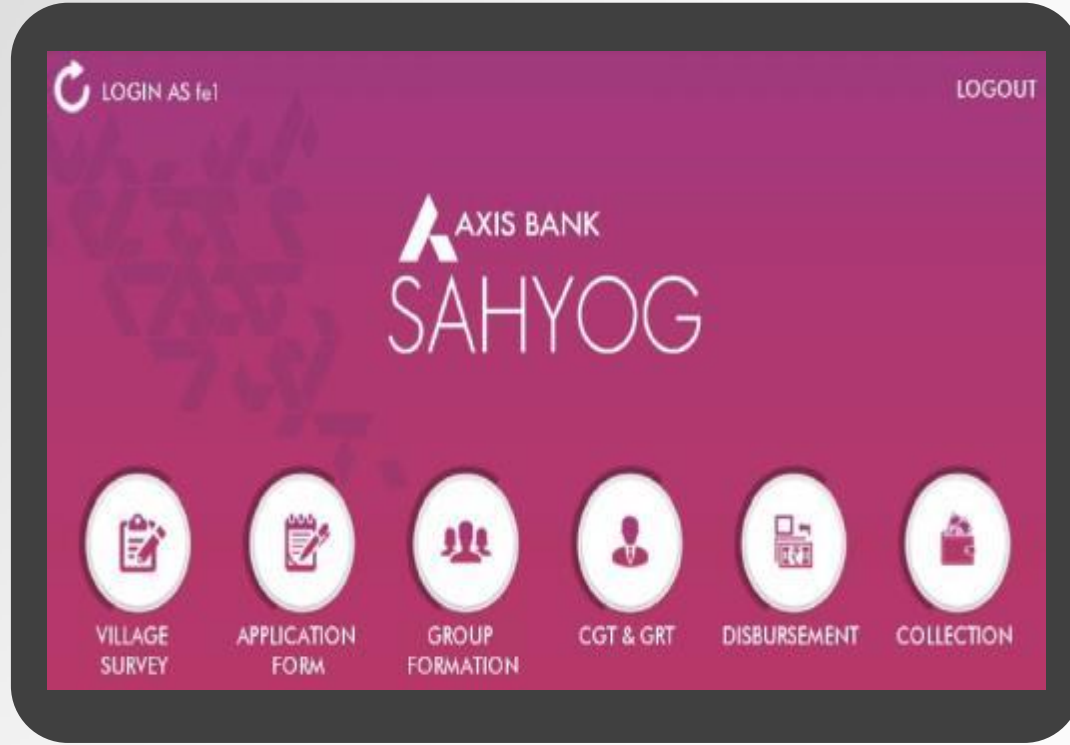 LOGIN AS fe1
LOGOUT
AXIS BANK
SAHYOG
VILLAGE
SURVEY
APPLICATION
FORM
GROUP
FORMATION
CGT & GRT
DISBURSEMENT
COLLECTION